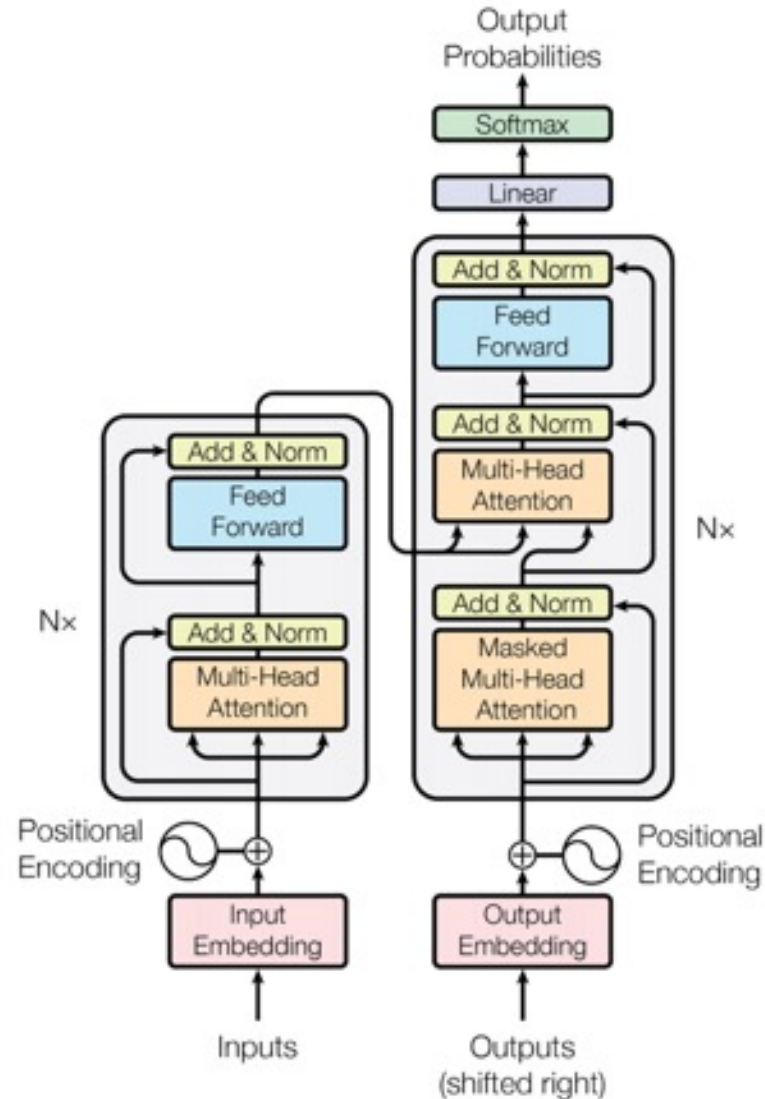 Output
Probabilities
Softmax
Linear
Add & Norm
Feed
Forward
Add & Norm
Multi-Head
Attention
Add & Norm
Masked
Multi-Head
Attention
Nx
Positional
Encoding
Output
Embedding
Outputs
(shifted right)
Add & Norm
Feed
Forward
Add & Norm
Multi-Head
Attention
Nx
Positional
Encoding
Input
Embedding
Inputs